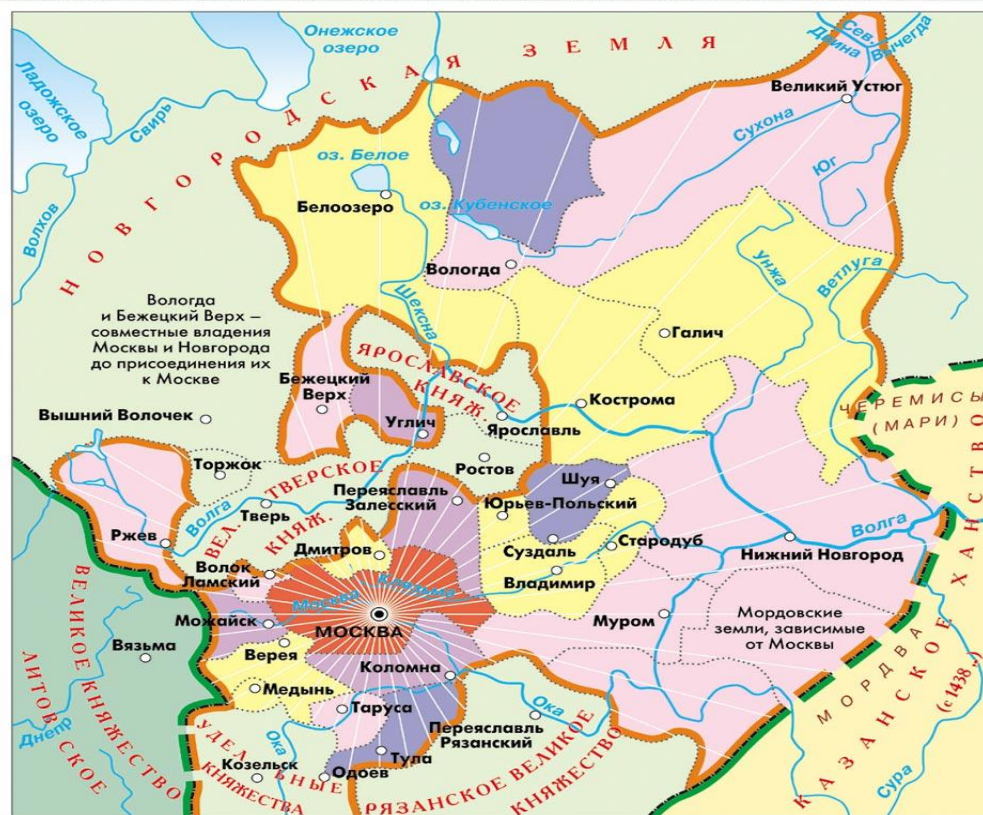 Онежское
озеро
Ладожское
озеро
Свирь
Волхов
НОВГОРОДСКАЯ ЗЕМЛЯ
Сев.
Двина
Вычегда
Великий Устюг
Сухона
Юг
оз. Белое
Белоозеро
оз. Кубенское
Вологда
Шексна
Унжа
Ветлуга
Галич
Вологда
и Бежецкий Верх –
совместные владения
Москвы и Новгорода
до присоединения их
к Москве
ЯРОСЛАВСКОЕ
КНЯЖ.
Бежецкий
Верх
Углич
Кострома
Ярославль
ЧЕРЕМИСЫ
(МАРИ)
Вышний Волочек
Торжок
Ростов
ТВЕРСКОЕ
ВЕЛ.
КНЯЖ.
Волга
Тверь
Переяславль
Залесский
Шуя
Юрьев-Польский
Ржев
Дмитров
Суздаль
Стародуб
Волга
Нижний Новгород
Волок
Ламский
Владимир
Москва
Клязьма
Можайск
МОСКВА
Муром
Мордовские
земли, зависимые
от Москвы
Вязьма
Верея
Коломна
Медынь
Таруса
Ока
Переяславль
Рязанский
Ока
Тула
Козельск
Одоев
УДЕЛЬНЫЕ
КНЯЖЕСТВА
РЯЗАНСКОЕ ВЕЛИКОЕ
КНЯЖЕСТВО
ВЕЛИКОЕ КНЯЖЕСТВО
ЛИТОВСКОЕ
Днепр
МОРДВА
КАЗАНСКОЕ ХАНСТВО
(с 1438 г.)
Сура